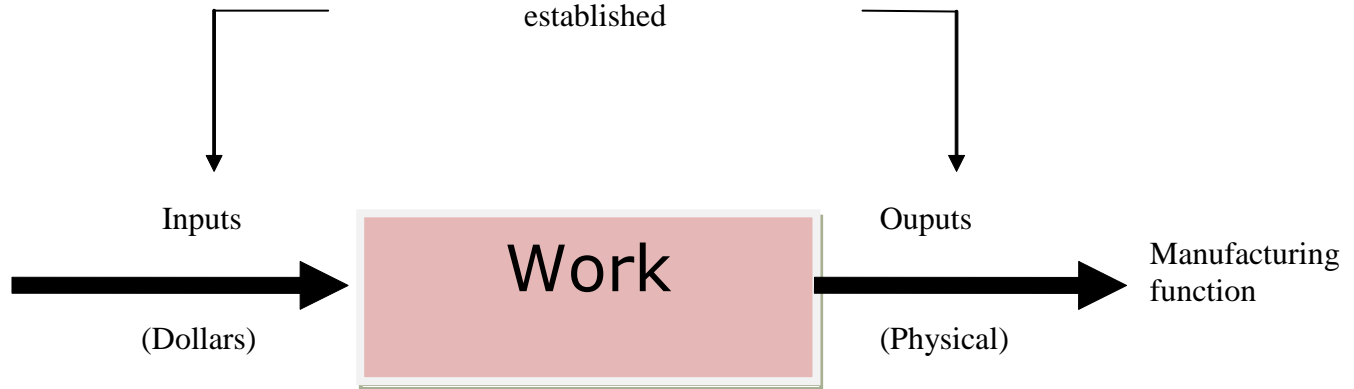 established
Inputs
Ouputs
Work
Manufacturing
function
(Dollars)
(Physical)